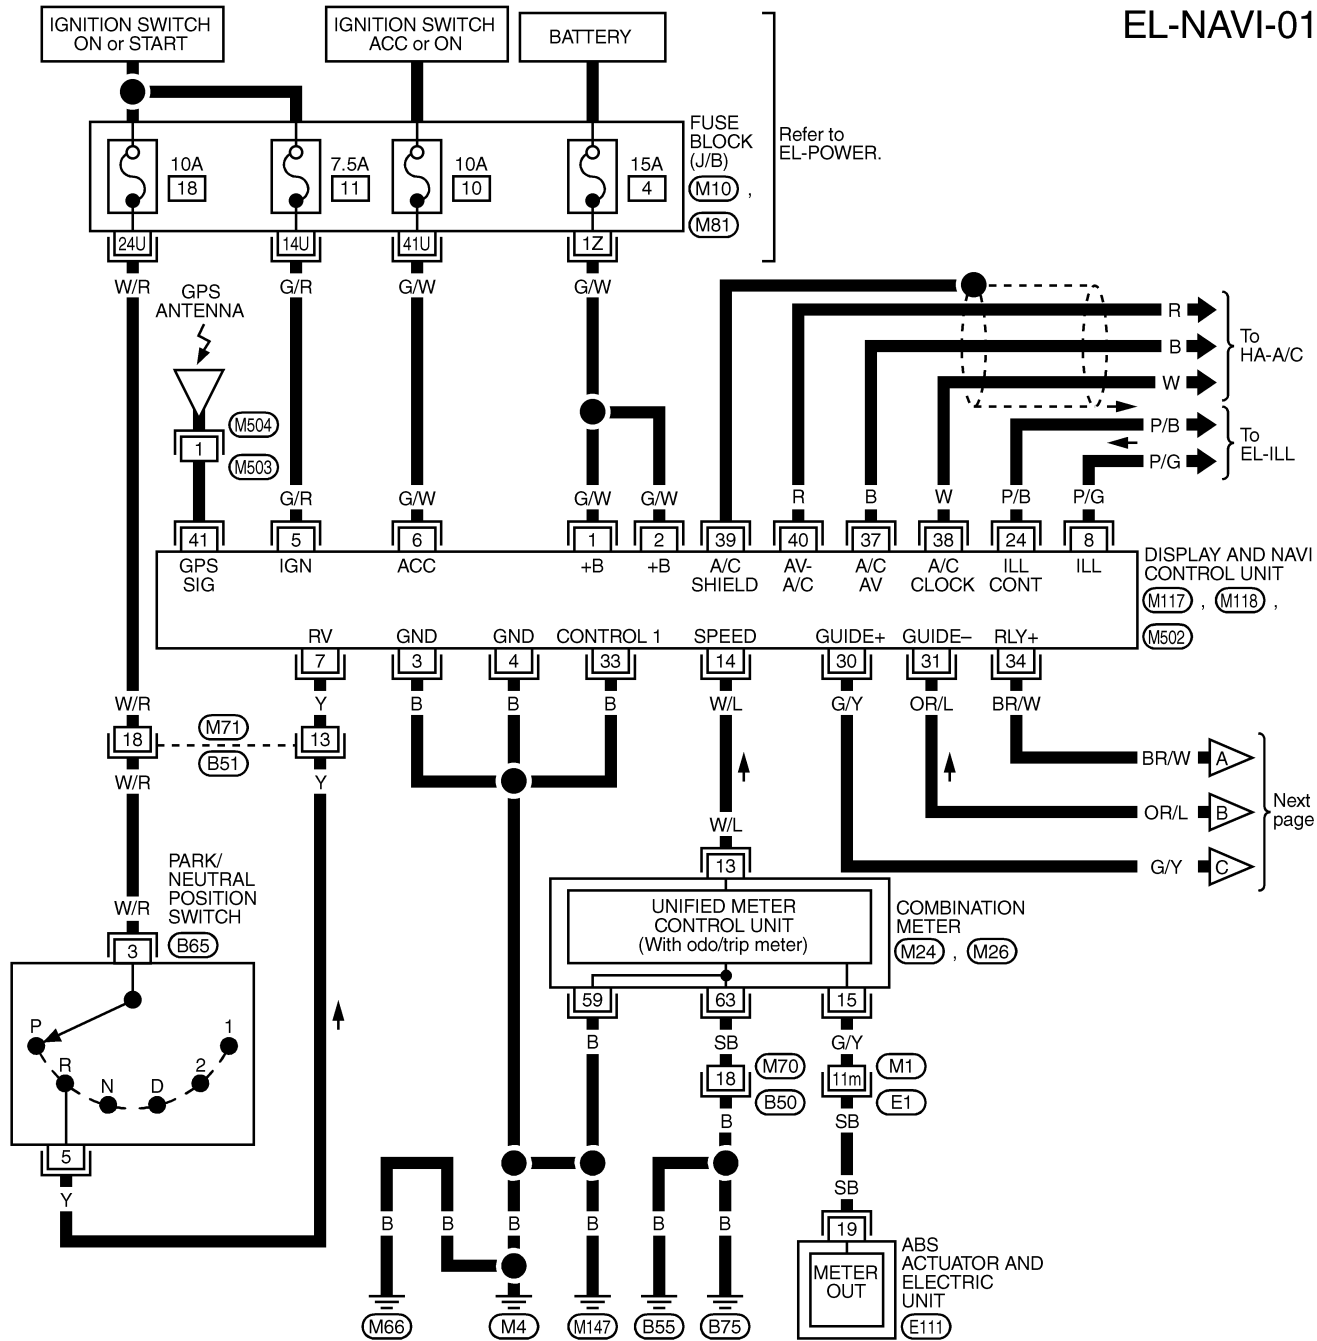 EL-NAVI-01
IGNITION SWITCH
ON or START
IGNITION SWITCH
ACC or ON
BATTERY
FUSE
BLOCK
(J/B)
M10 ,
M81
Refer to
EL-POWER.
10A
18
7.5A
11
10A
10
15A
4
24U
14U
41U
1Z
W/R
G/R
G/W
G/W
GPS
ANTENNA
M504
1
M503
R
B
W
To
HA-A/C
P/B
P/G
To
EL-ILL
G/R
G/W
G/W
G/W
R
B
W
P/B
P/G
41
5
6
1
2
39
40
37
38
24
8
GPS
SIG
IGN
ACC
+B
+B
A/C
SHIELD
AV-
A/C
A/C
AV
A/C
CLOCK
ILL
CONT
ILL
DISPLAY AND NAVI
CONTROL UNIT
M117 , M118 ,
M502
RV
GND
GND
CONTROL 1
SPEED
GUIDE+
GUIDE–
RLY+
7
3
4
33
14
30
31
34
W/R
Y
B
B
B
W/L
G/Y
OR/L
BR/W
18
M71
B51
13
W/R
Y
BR/W
A
OR/L
B
G/Y
C
Next
page
W/L
13
PARK/
NEUTRAL
POSITION
SWITCH
B65
W/R
3
UNIFIED METER
CONTROL UNIT
(With odo/trip meter)
COMBINATION
METER
M24 , M26
59
63
15
P
R
N
D
2
1
5
Y
B
SB
G/Y
18
M70
B50
11m
M1
E1
B
SB
SB
19
B
B
B
B
B
B
METER
OUT
ABS
ACTUATOR AND
ELECTRIC
UNIT
E111
M66
M4
M147
B55
B75